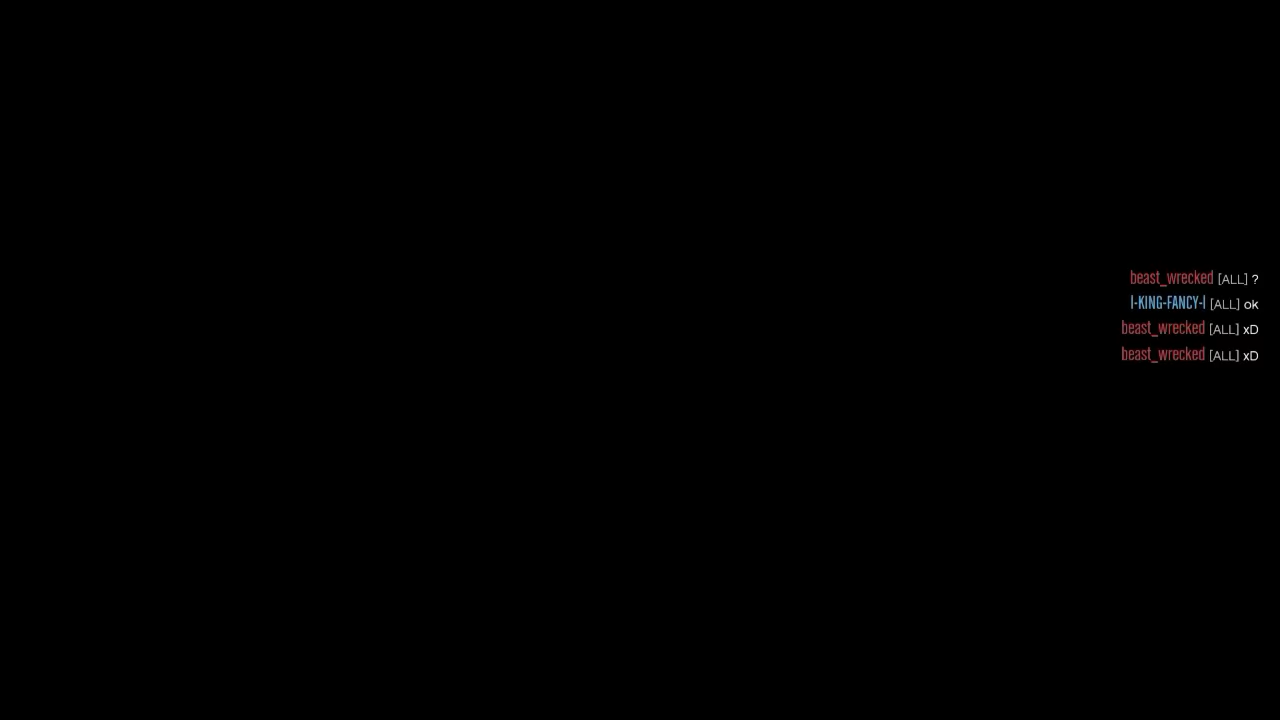 beast_wrecked [ALL] ?
I-KING-FANCY-I [ALL] ok
beast_wrecked [ALL] xD
beast_wrecked [ALL] xD